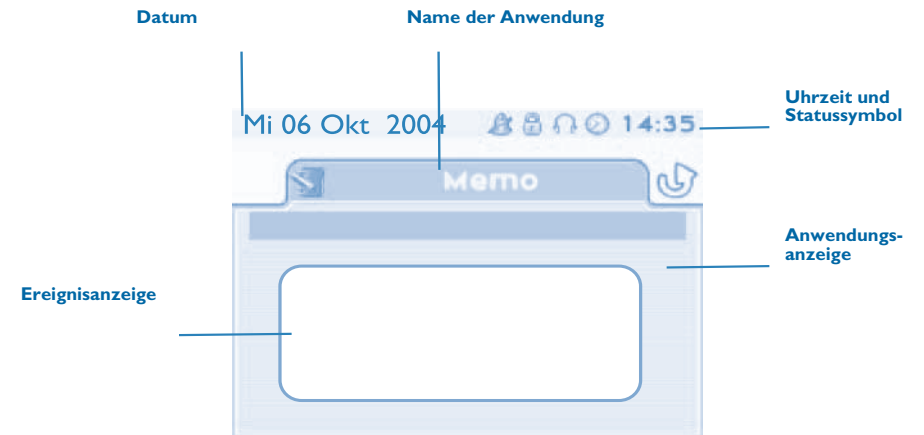 Datum
Name der Anwendung
Uhrzeit und
Statussymbol
Mi 06 Okt 2004
14:35
Memo
Anwendungs-
anzeige
Ereignisanzeige